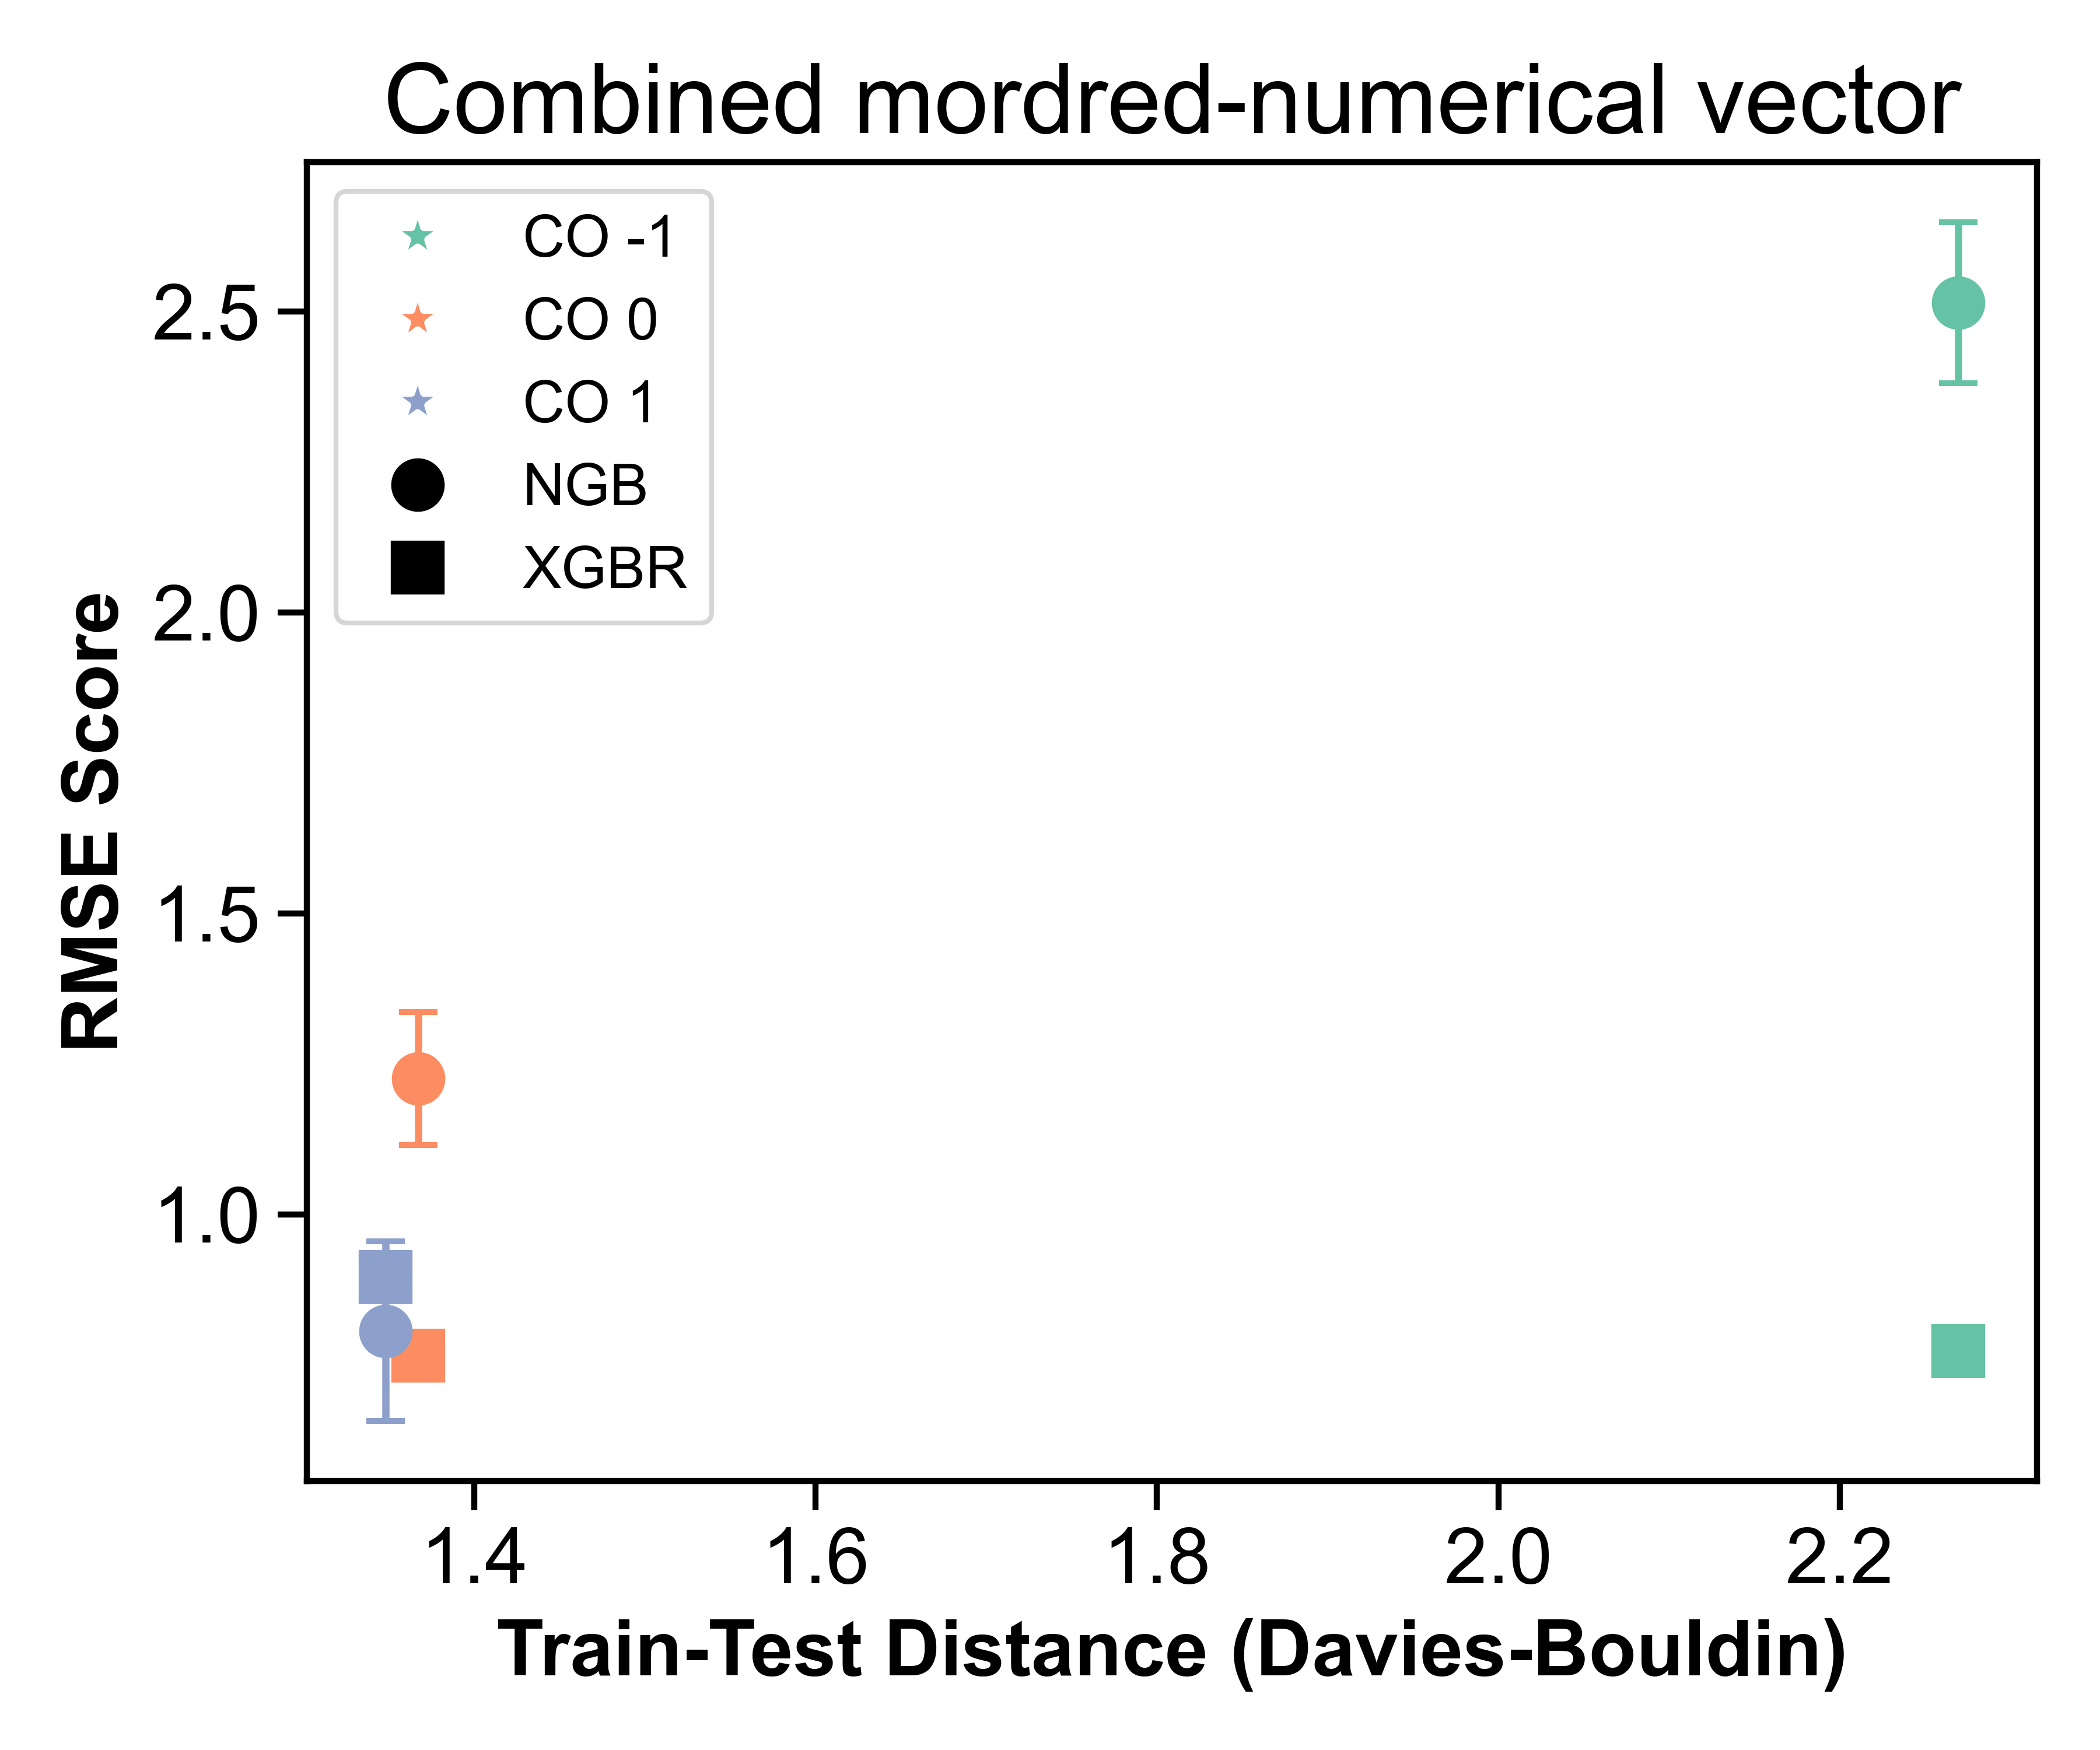 Combined mordred-numerical vector
CO -1
CO 0
CO 1
NGB
XGBR
2.5
2.0
1.5
1.0
RMSE Score
1.4
1.6
1.8
2.0
2.2
Train-Test Distance (Davies-Bouldin)